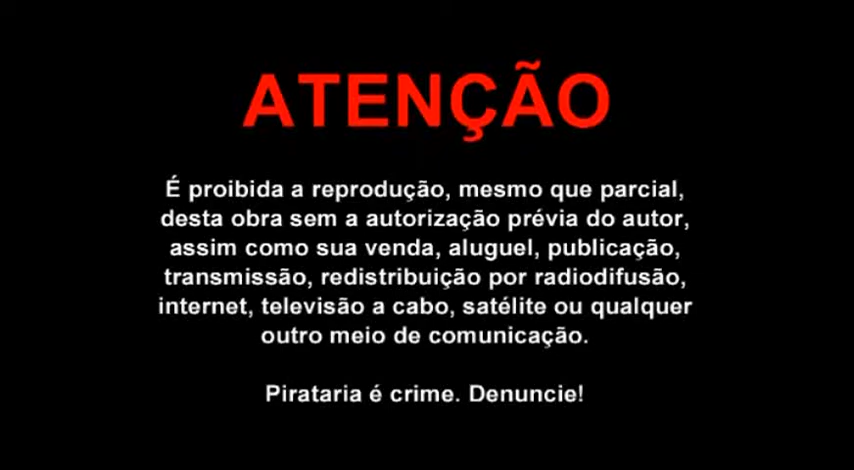 ATENÇÃO
É proibida a reprodução, mesmo que parcial,
desta obra sem a autorização prévia do autor,
assim como sua venda, aluguel, publicação,
transmissão, redistribuição por radiodifusão,
internet, televisão a cabo, satélite ou qualquer
outro meio de comunicação.
Pirataria é crime. Denuncie!